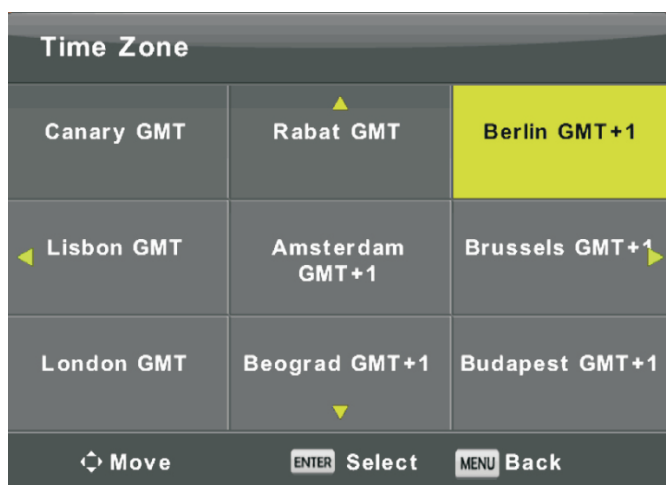 Time Zone
Canary GMT
Rabat GMT
Berlin GMT+1
Lisbon GMT
Amsterdam
GMT+1
Brussels GMT+1
London GMT
Beograd GMT+1
Budapest GMT+1
Move
ENTER Select
MENU Back